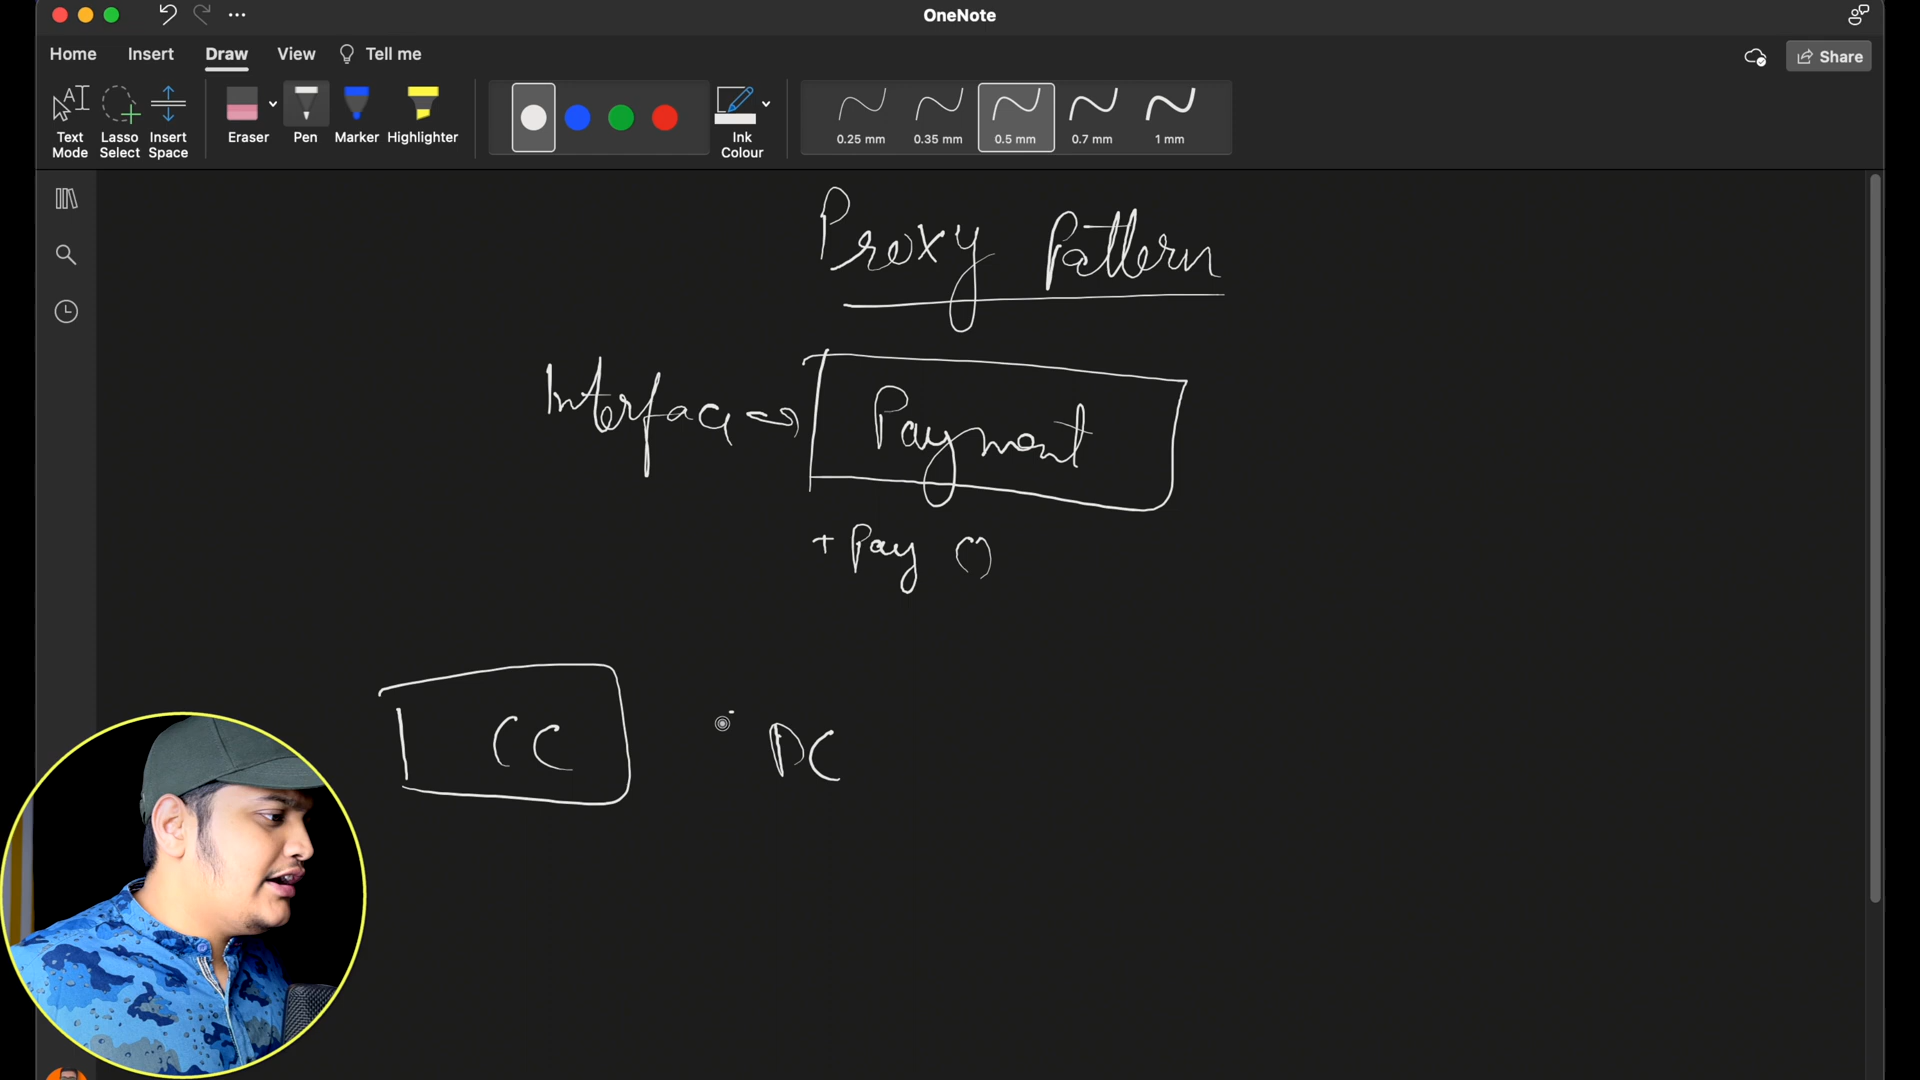 OneNote
Home Insert Draw View Tell me
Share
Text Mode
Lasso Select
Insert Space
Eraser
Pen
Marker
Highlighter
Ink Colour
0.25 mm
0.35 mm
0.5 mm
0.7 mm
1 mm
Proxy Pattern
Interface => Payment
+ Pay ()
CC
DC